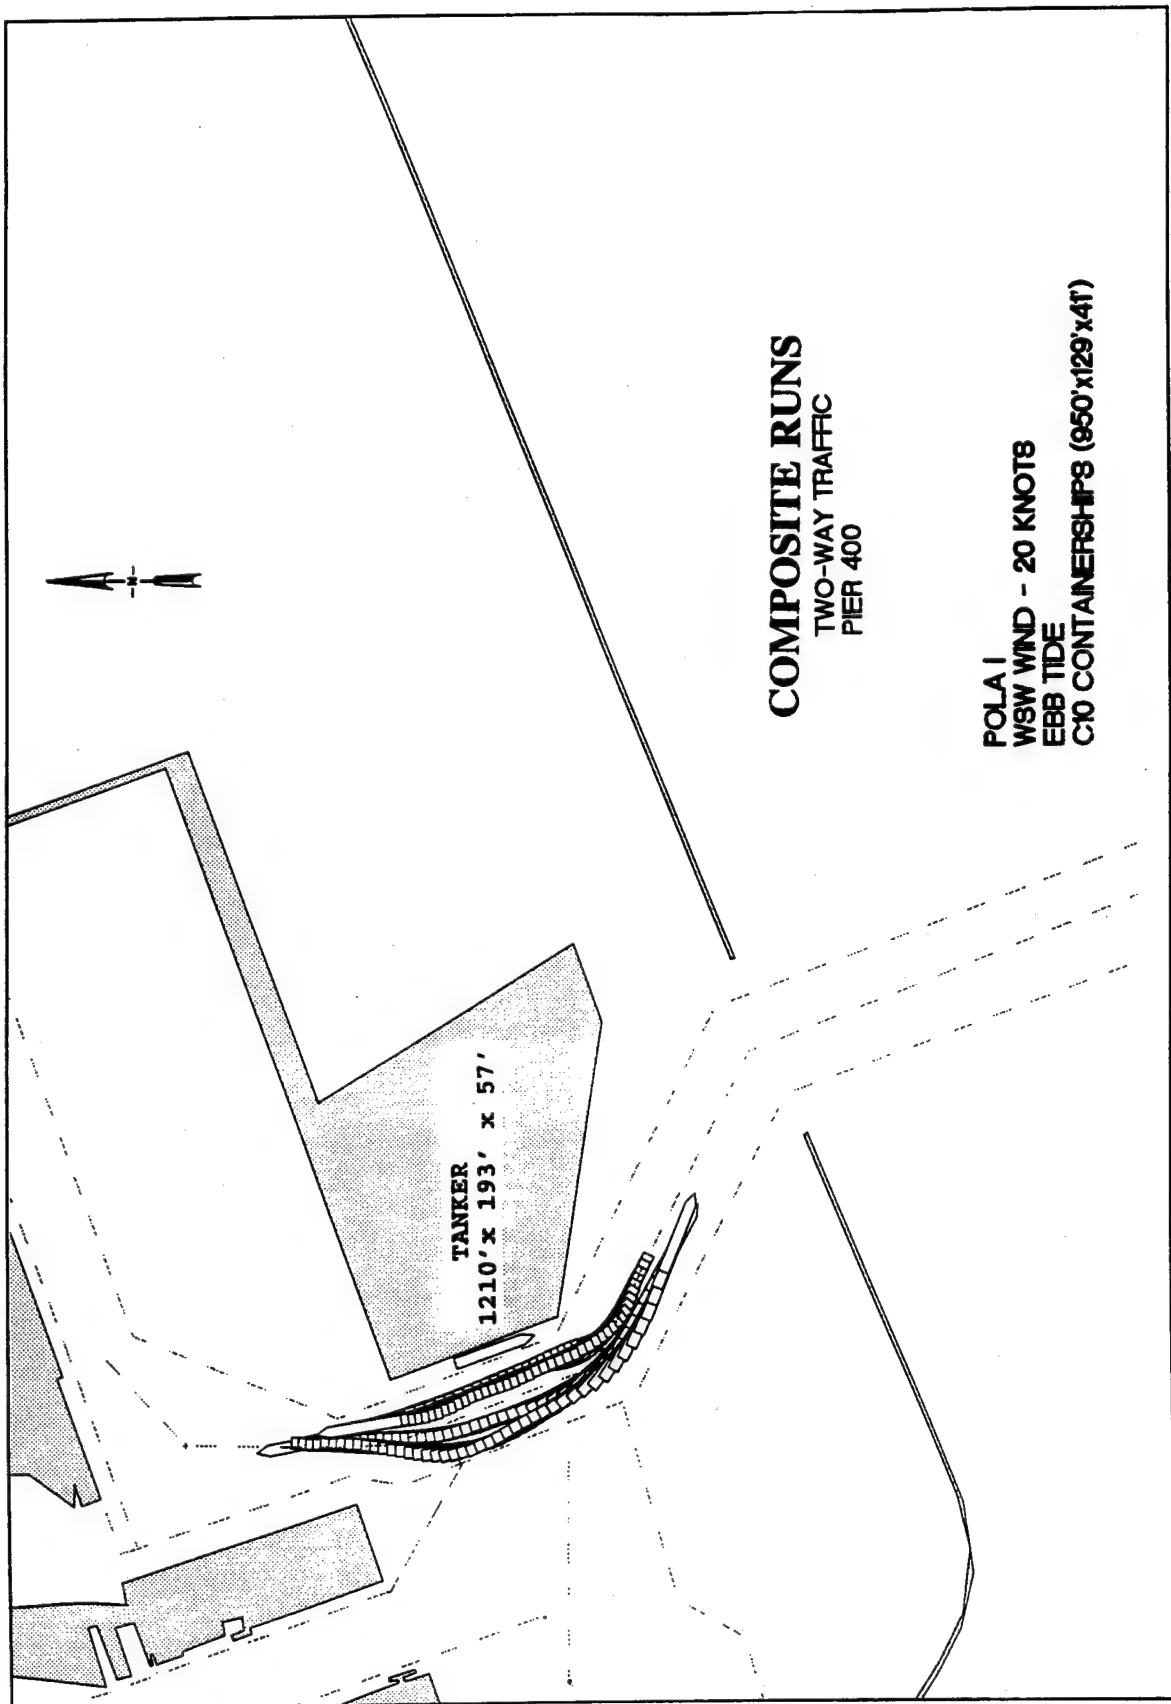 COMPOSITE RUNS
TWO-WAY TRAFFIC
PIER 400
POLA I
WSW WIND - 20 KNOTS
EBB TIDE
C10 CONTAINERSHIPS (950'x129'x41')
TANKER
1210'x 193' x 57'
N